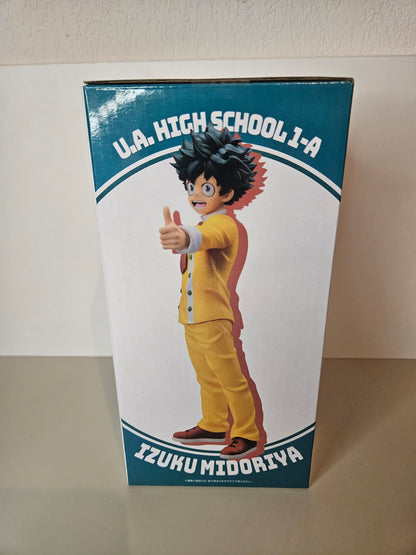 U.A. HIGH SCHOOL 1-A
IZUKU MIDORIYA